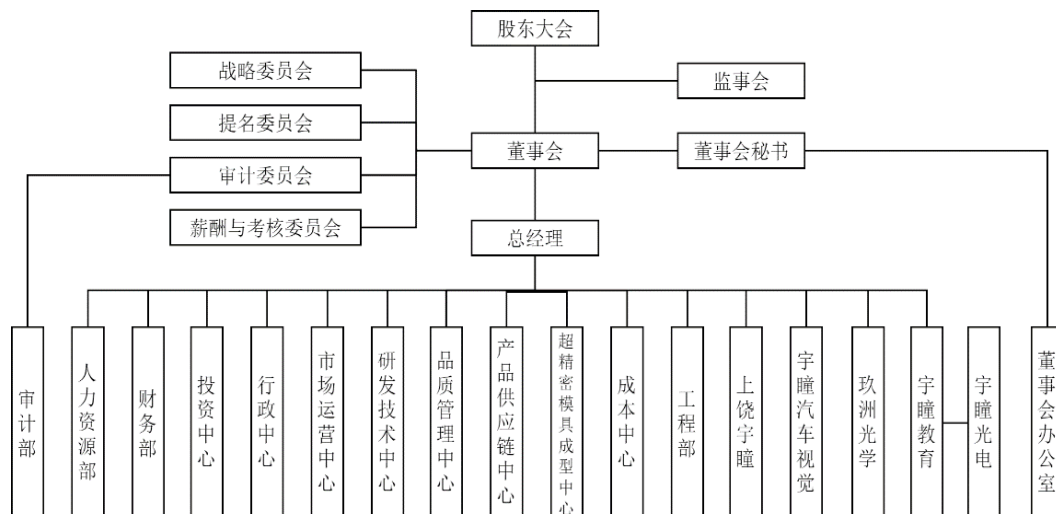 股东大会
战略委员会
监事会
提名委员会
董事会
董事会秘书
审计委员会
薪酬与考核委员会
总经理
审计部
人力资源部
财务部
投资中心
行政中心
市场运营中心
研发技术中心
品质管理中心
产品供应链中心
超精密模具成型中心
成本中心
工程部
上饶宇瞳
宇瞳汽车视觉
玖洲光学
宇瞳教育
宇瞳光电
董事会办公室